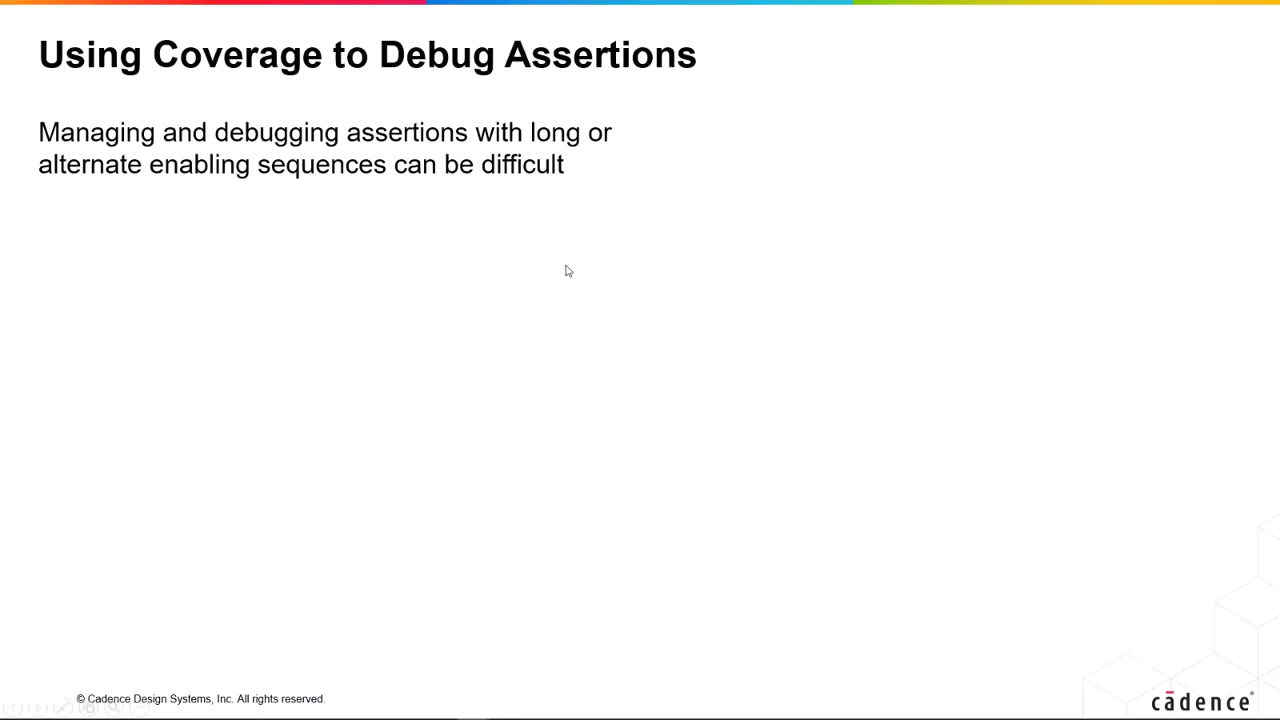 Using Coverage to Debug Assertions
Managing and debugging assertions with long or
alternate enabling sequences can be difficult
© Cadence Design Systems, Inc. All rights reserved.
cādence®